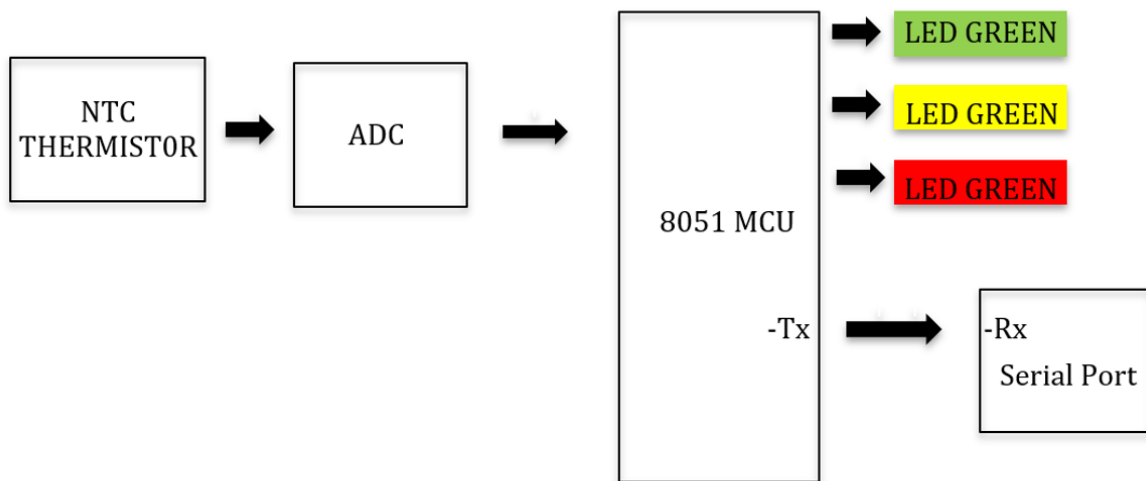 NTC
THERMIST0R
ADC
8051 MCU
-Tx
LED GREEN
LED GREEN
LED GREEN
-Rx
Serial Port